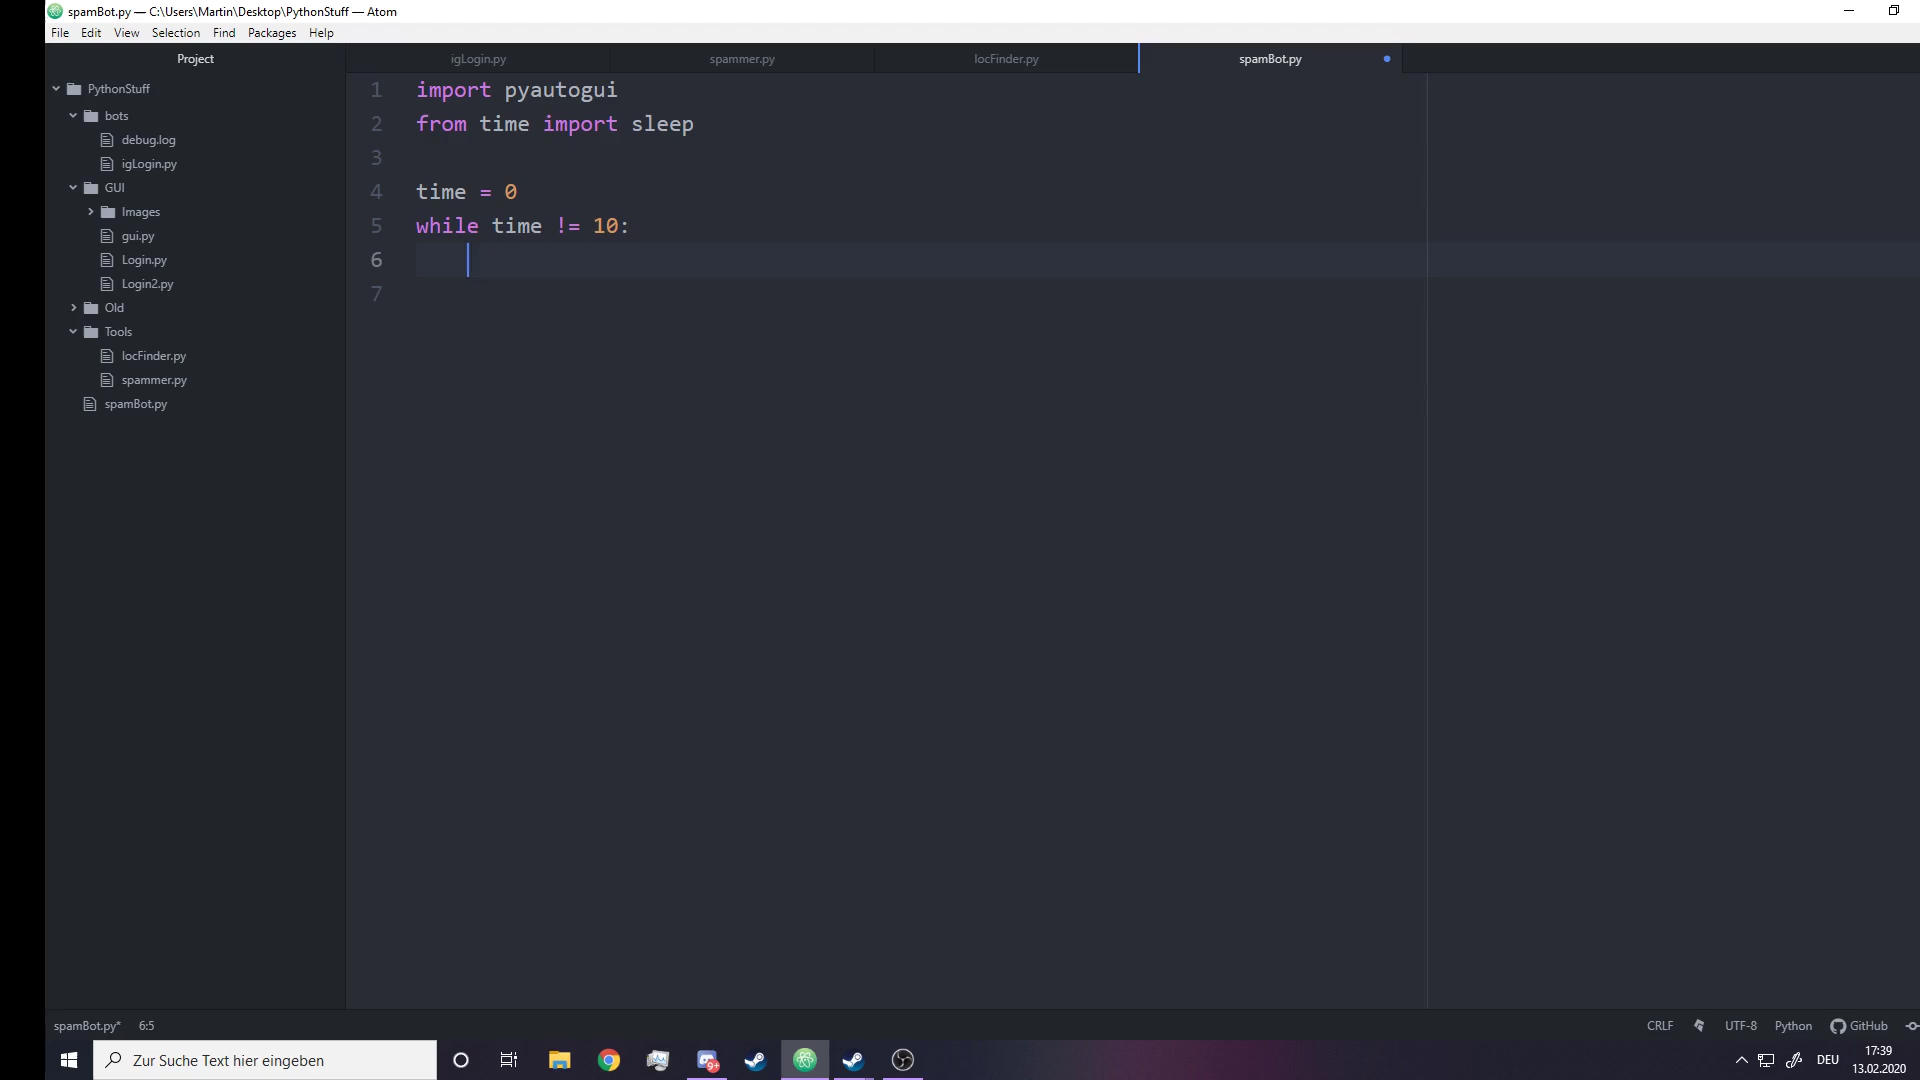 spamBot.py — C:\Users\Martin\Desktop\PythonStuff — Atom
File Edit View Selection Find Packages Help
Project
igLogin.py
spammer.py
locFinder.py
spamBot.py
PythonStuff
bots
debug.log
igLogin.py
GUI
Images
gui.py
Login.py
Login2.py
Old
Tools
locFinder.py
spammer.py
spamBot.py
1 import pyautogui
2 from time import sleep
3
4 time = 0
5 while time != 10:
6
7
spamBot.py* 6:5
CRLF UTF-8 Python GitHub
Zur Suche Text hier eingeben
9+
DEU
17:39
13.02.2020